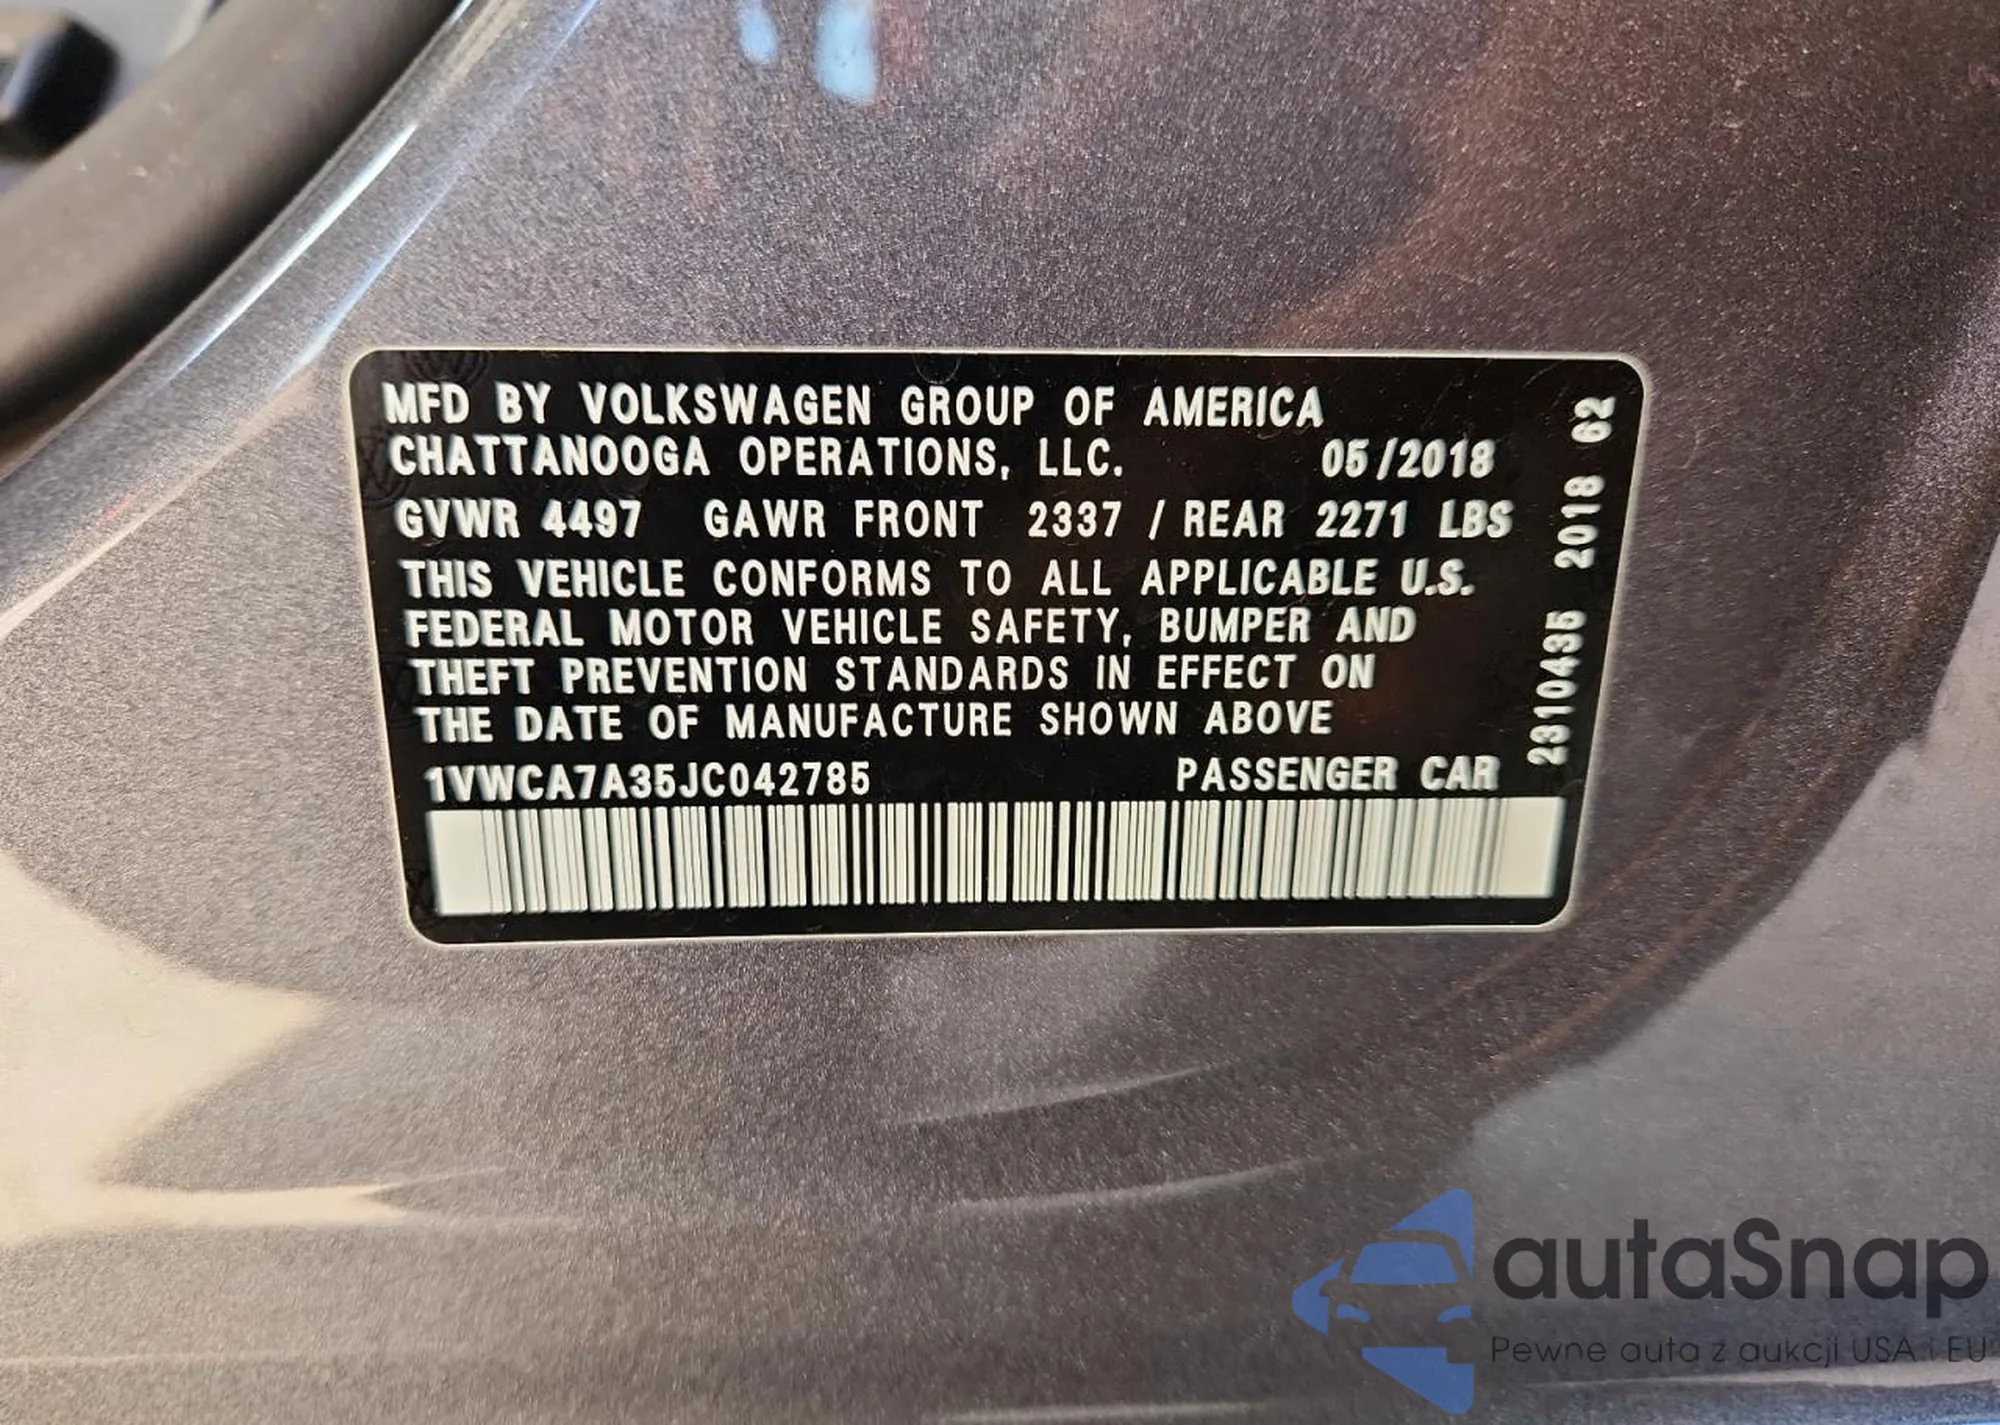 MFD BY VOLKSWAGEN GROUP OF AMERICA
CHATTANOOGA OPERATIONS, LLC. 05/2018
GVWR 4497 GAWR FRONT 2337 / REAR 2271 LBS
THIS VEHICLE CONFORMS TO ALL APPLICABLE U.S.
FEDERAL MOTOR VEHICLE SAFETY, BUMPER AND
THEFT PREVENTION STANDARDS IN EFFECT ON
THE DATE OF MANUFACTURE SHOWN ABOVE
1VWCA7A35JC042785 PASSENGER CAR
2310435 2018 62
autaSnap
Pewne auta z aukcji USA i EU